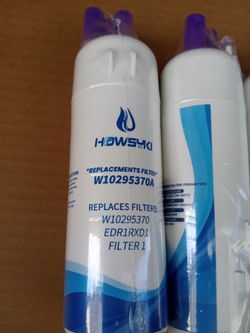 HOWSYKI
"REPLACEMENTS FILTER"
W10295370A
REPLACES FILTERS:
W10295370
EDR1RXD1
FILTER 1